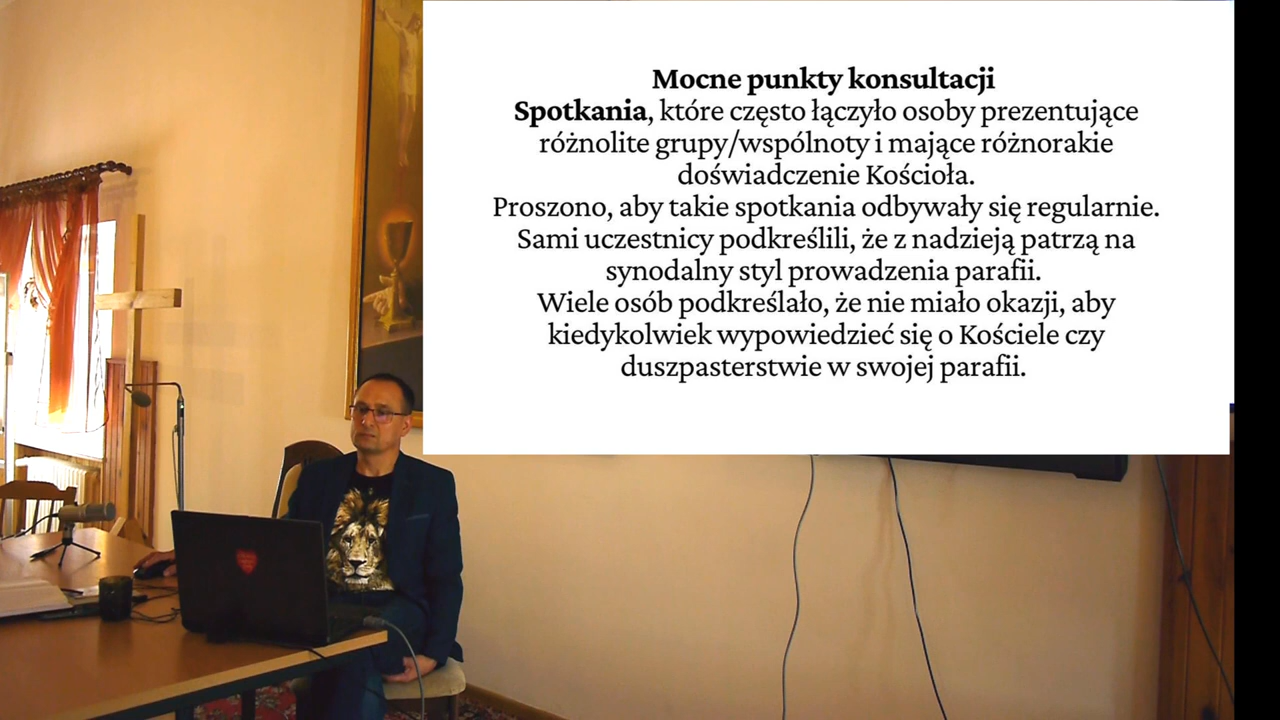 Mocne punkty konsultacji
Spotkania, które często łączyło osoby prezentujące
różnolite grupy/wspólnoty i mające różnorakie
doświadczenie Kościoła.
Proszono, aby takie spotkania odbywały się regularnie.
Sami uczestnicy podkreślili, że z nadzieją patrzą na
synodalny styl prowadzenia parafii.
Wiele osób podkreślało, że nie miało okazji, aby
kiedykolwiek wypowiedzieć się o Kościele czy
duszpasterstwie w swojej parafii.